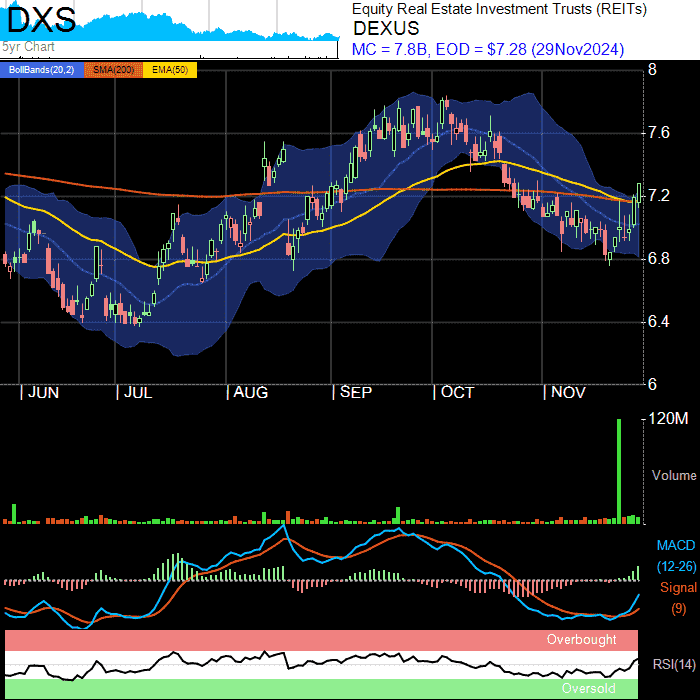 DXS
5yr Chart
Equity Real Estate Investment Trusts (REITs)
DEXUS
MC = 7.8B, EOD = $7.28 (29Nov2024)
BollBands(20,2) SMA(200) EMA(50)
8
7.6
7.2
6.8
6.4
6
JUN JUL AUG SEP OCT NOV
120M
Volume
MACD
(12-26)
Signal
(9)
Overbought
RSI(14)
Oversold